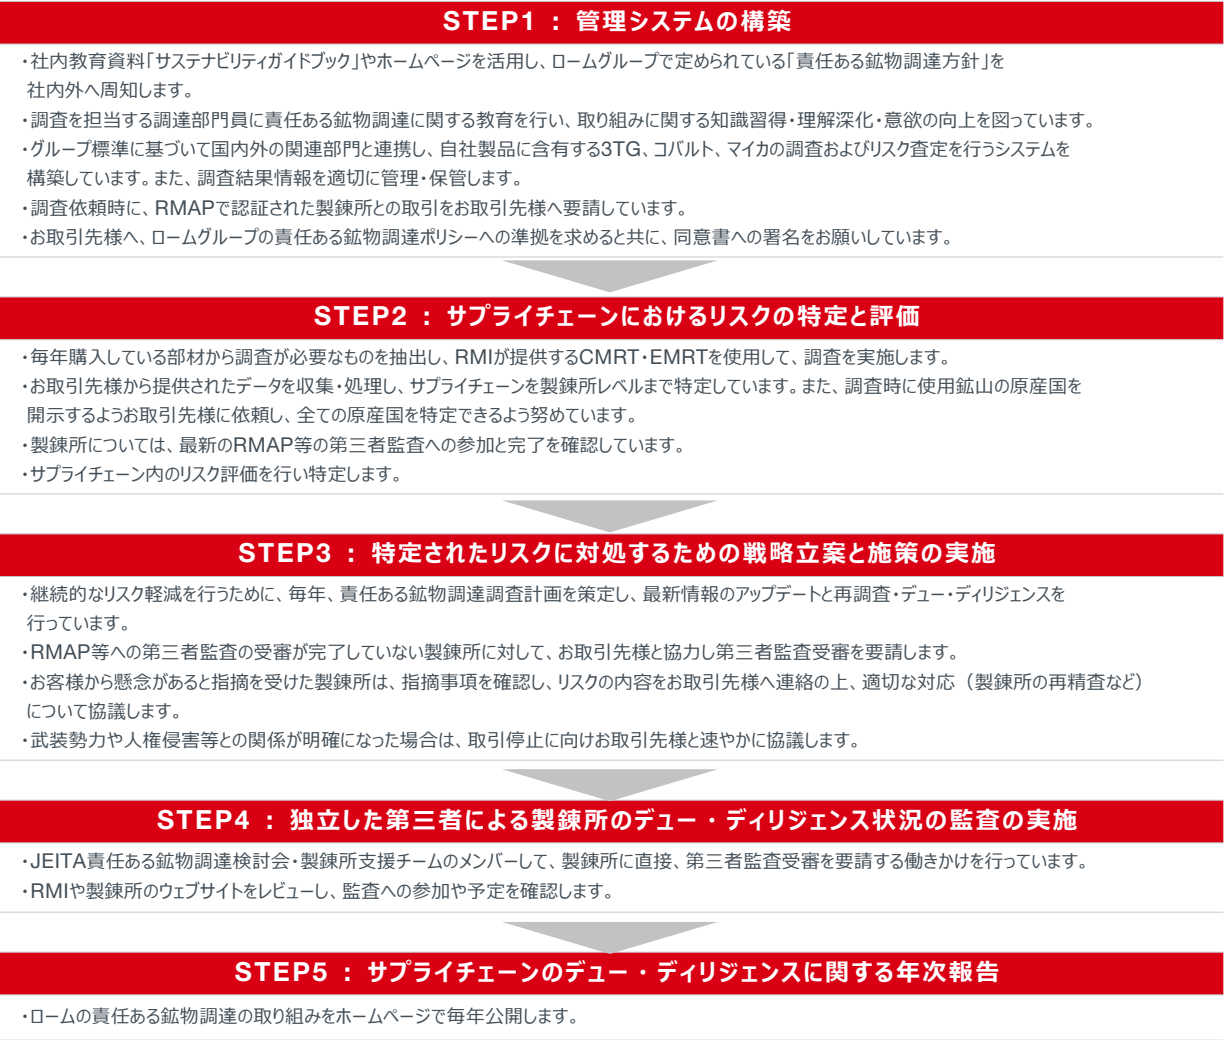 STEP1 : 管理システムの構築
・社内教育資料「サステナビリティガイドブック」やホームページを活用し、ロームグループで定められている「責任ある鉱物調達方針」を
社内外へ周知します。
・調査を担当する調達部門員に責任ある鉱物調達に関する教育を行い、取り組みに関する知識習得・理解深化・意欲の向上を図っています。
・グループ標準に基づいて国内外の関連部門と連携し、自社製品に含有する3TG、コバルト、マイカの調査およびリスク査定を行うシステムを
構築しています。また、調査結果情報を適切に管理・保管します。
・調査依頼時に、RMAPで認証された製錬所との取引をお取引先様へ要請しています。
・お取引先様へ、ロームグループの責任ある鉱物調達ポリシーへの準拠を求めると共に、同意書への署名をお願いしています。
STEP2 : サプライチェーンにおけるリスクの特定と評価
・毎年購入している部材から調査が必要なものを抽出し、RMIが提供するCMRT・EMRTを使用して、調査を実施します。
・お取引先様から提供されたデータを収集・処理し、サプライチェーンを製錬所レベルまで特定しています。また、調査時に使用鉱山の原産国を
開示するようお取引先様に依頼し、全ての原産国を特定できるよう努めています。
・製錬所については、最新のRMAP等の第三者監査への参加と完了を確認しています。
・サプライチェーン内のリスク評価を行い特定します。
STEP3 : 特定されたリスクに対処するための戦略立案と施策の実施
・継続的なリスク軽減を行うために、毎年、責任ある鉱物調達調査計画を策定し、最新情報のアップデートと再調査・デュー・ディリジェンスを
行っています。
・RMAP等への第三者監査の受審が完了していない製錬所に対して、お取引先様と協力し第三者監査受審を要請します。
・お客様から懸念があると指摘を受けた製錬所は、指摘事項を確認し、リスクの内容をお取引先様へ連絡の上、適切な対応（製錬所の再精査など）
について協議します。
・武装勢力や人権侵害等との関係が明確になった場合は、取引停止に向けお取引先様と速やかに協議します。
STEP4 : 独立した第三者による製錬所のデュー・ディリジェンス状況の監査の実施
・JEITA責任ある鉱物調達検討会・製錬所支援チームのメンバーして、製錬所に直接、第三者監査受審を要請する働きかけを行っています。
・RMIや製錬所のウェブサイトをレビューし、監査への参加や予定を確認します。
STEP5 : サプライチェーンのデュー・ディリジェンスに関する年次報告
・ロームの責任ある鉱物調達の取り組みをホームページで毎年公開します。